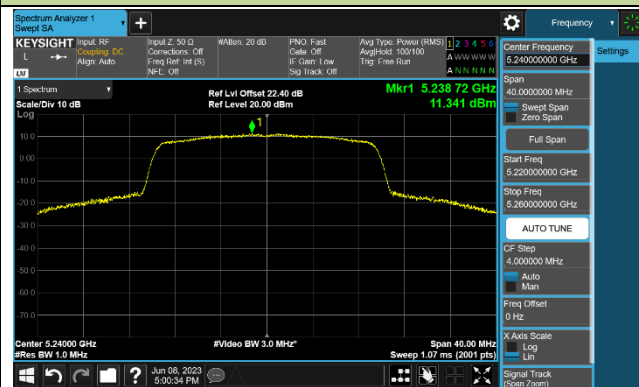 Spectrum Analyzer 1
Swept SA
Frequency
KEYSIGHT
L
LXI
Input: RF
Coupling: DC
Align: Auto
Input Z: 50 Ω
Corrections: Off
Freq Ref: Int (S)
NFE: Off
#Atten: 20 dB
PNO: Fast
Gate: Off
IF Gain: Low
Sig Track: Off
Avg Type: Power (RMS)
Avg|Hold: 100/100
Trig: Free Run
1 2 3 4 5 6
A W W W W W
A N N N N N
1 Spectrum
Scale/Div 10 dB
Log
Ref Lvl Offset 22.40 dB
Ref Level 20.00 dBm
Mkr1 5.238 72 GHz
11.341 dBm
1
10.0
0.00
-10.0
-20.0
-30.0
-40.0
-50.0
-60.0
-70.0
Center 5.24000 GHz
#Res BW 1.0 MHz
#Video BW 3.0 MHz*
Span 40.00 MHz
Sweep 1.07 ms (2001 pts)
Center Frequency
5.240000000 GHz
Settings
Span
40.0000000 MHz
Swept Span
Zero Span
Full Span
Start Freq
5.220000000 GHz
Stop Freq
5.260000000 GHz
AUTO TUNE
CF Step
4.000000 MHz
Auto
Man
Freq Offset
0 Hz
X Axis Scale
Log
Lin
Signal Track
(Span Zoom)
Jun 08, 2023
5:00:34 PM